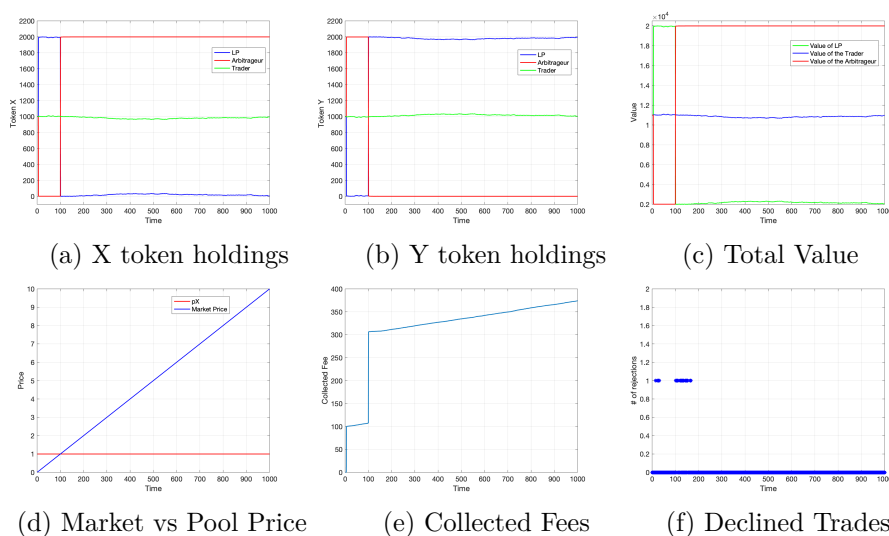 2000
1800
1600
1400
1200
1000
800
600
400
200
0
Token X
LP
Arbitrageur
Trader
0 100 200 300 400 500 600 700 800 900 1000
Time
(a) X token holdings
2000
1800
1600
1400
1200
1000
800
600
400
200
0
Token Y
LP
Arbitrageur
Trader
0 100 200 300 400 500 600 700 800 900 1000
Time
(b) Y token holdings
×10⁴
2
1.8
1.6
1.4
1.2
1
0.8
0.6
0.4
0.2
Value
Value of LP
Value of the Trader
Value of the Arbitrageur
0 100 200 300 400 500 600 700 800 900 1000
Time
(c) Total Value
10
9
8
7
6
5
4
3
2
1
0
Price
pX
Market Price
0 100 200 300 400 500 600 700 800 900 1000
Time
(d) Market vs Pool Price
400
350
300
250
200
150
100
50
0
Collected Fee
0 100 200 300 400 500 600 700 800 900 1000
Time
(e) Collected Fees
2
1.8
1.6
1.4
1.2
1
0.8
0.6
0.4
0.2
0
# of rejections
0 100 200 300 400 500 600 700 800 900 1000
Time
(f) Declined Trades